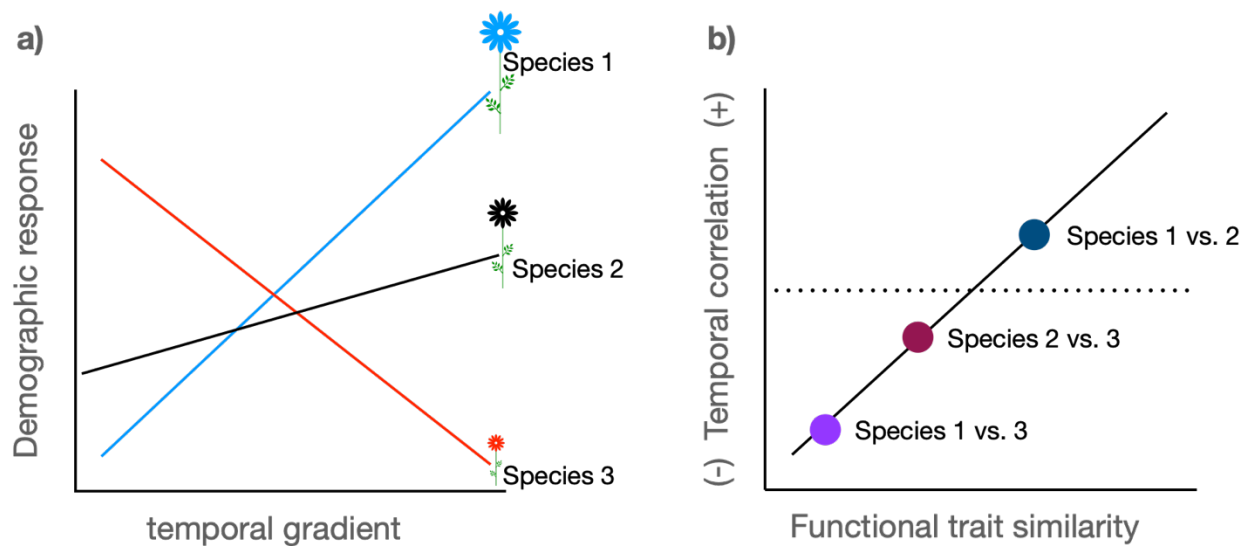 a)
Species 1
Demographic response
Species 2
Species 3
temporal gradient
b)
(-) Temporal correlation (+)
Species 1 vs. 2
Species 2 vs. 3
Species 1 vs. 3
Functional trait similarity